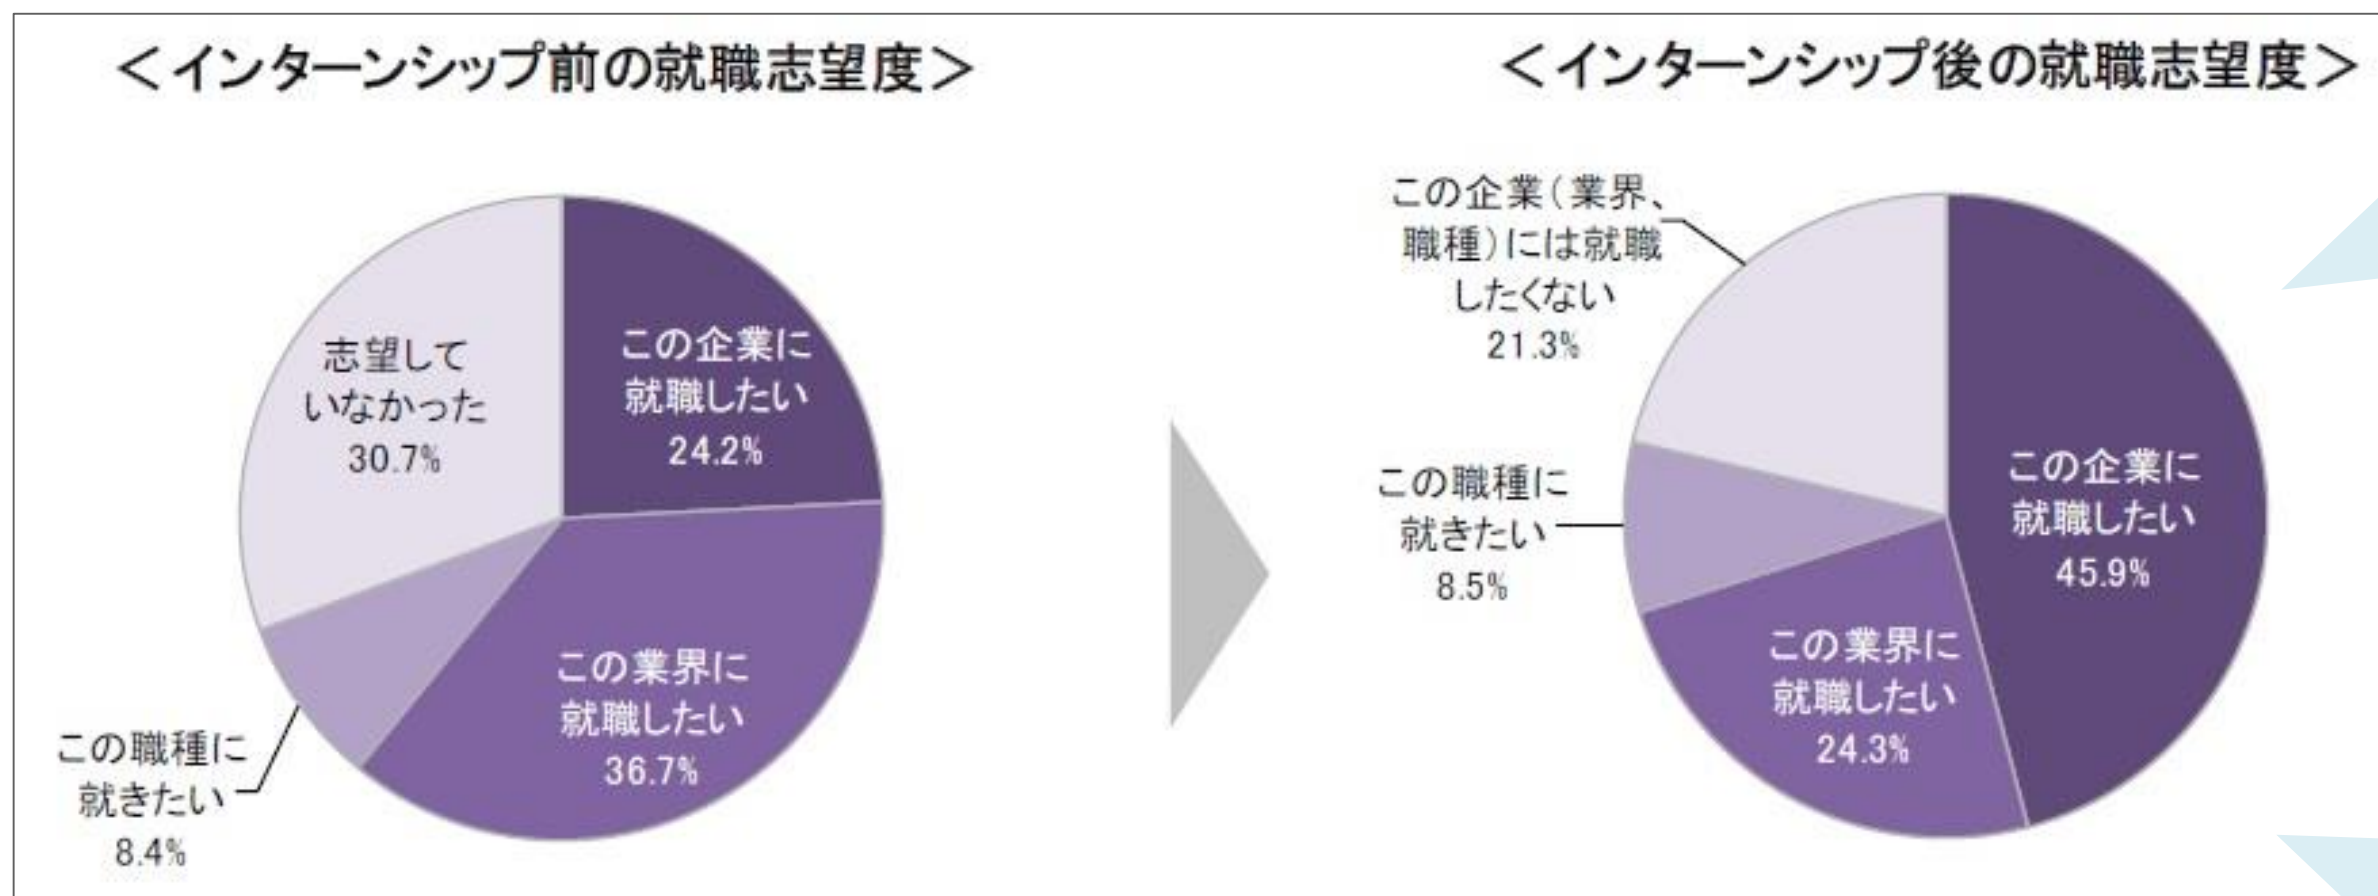 ＜インターンシップ前の就職志望度＞
この企業に
就職したい
24.2%
この業界に
就職したい
36.7%
この職種に
就きたい
8.4%
志望して
いなかった
30.7%
＜インターンシップ後の就職志望度＞
この企業に
就職したい
45.9%
この業界に
就職したい
24.3%
この職種に
就きたい
8.5%
この企業（業界、
職種）には就職
したくない
21.3%